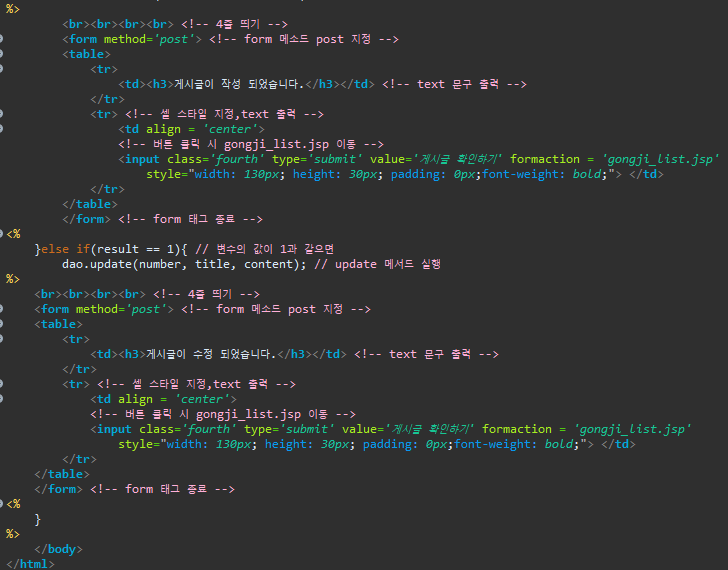 %>
<br><br><br><br> <!-- 4줄 띄기 -->
<form method='post'> <!-- form 메소드 post 지정 -->
<table>
<tr>
<td><h3>게시글이 작성 되었습니다.</h3></td> <!-- text 문구 출력 -->
</tr>
<tr> <!-- 셀 스타일 지정,text 출력 -->
<td align = 'center'>
<!-- 버튼 클릭 시 gongji_list.jsp 이동 -->
<input class='fourth' type='submit' value='게시글 확인하기' formaction = 'gongji_list.jsp'
style="width: 130px; height: 30px; padding: 0px;font-weight: bold;"> </td>
</tr>
</table>
</form> <!-- form 태그 종료 -->
<%
}else if(result == 1){ // 변수의 값이 1과 같으면
dao.update(number, title, content); // update 메서드 실행
%>
<br><br><br><br> <!-- 4줄 띄기 -->
<form method='post'> <!-- form 메소드 post 지정 -->
<table>
<tr>
<td><h3>게시글이 수정 되었습니다.</h3></td> <!-- text 문구 출력 -->
</tr>
<tr> <!-- 셀 스타일 지정,text 출력 -->
<td align = 'center'>
<!-- 버튼 클릭 시 gongji_list.jsp 이동 -->
<input class='fourth' type='submit' value='게시글 확인하기' formaction = 'gongji_list.jsp'
style="width: 130px; height: 30px; padding: 0px;font-weight: bold;"> </td>
</tr>
</table>
</form> <!-- form 태그 종료 -->
<%
}
%>
</body>
</html>